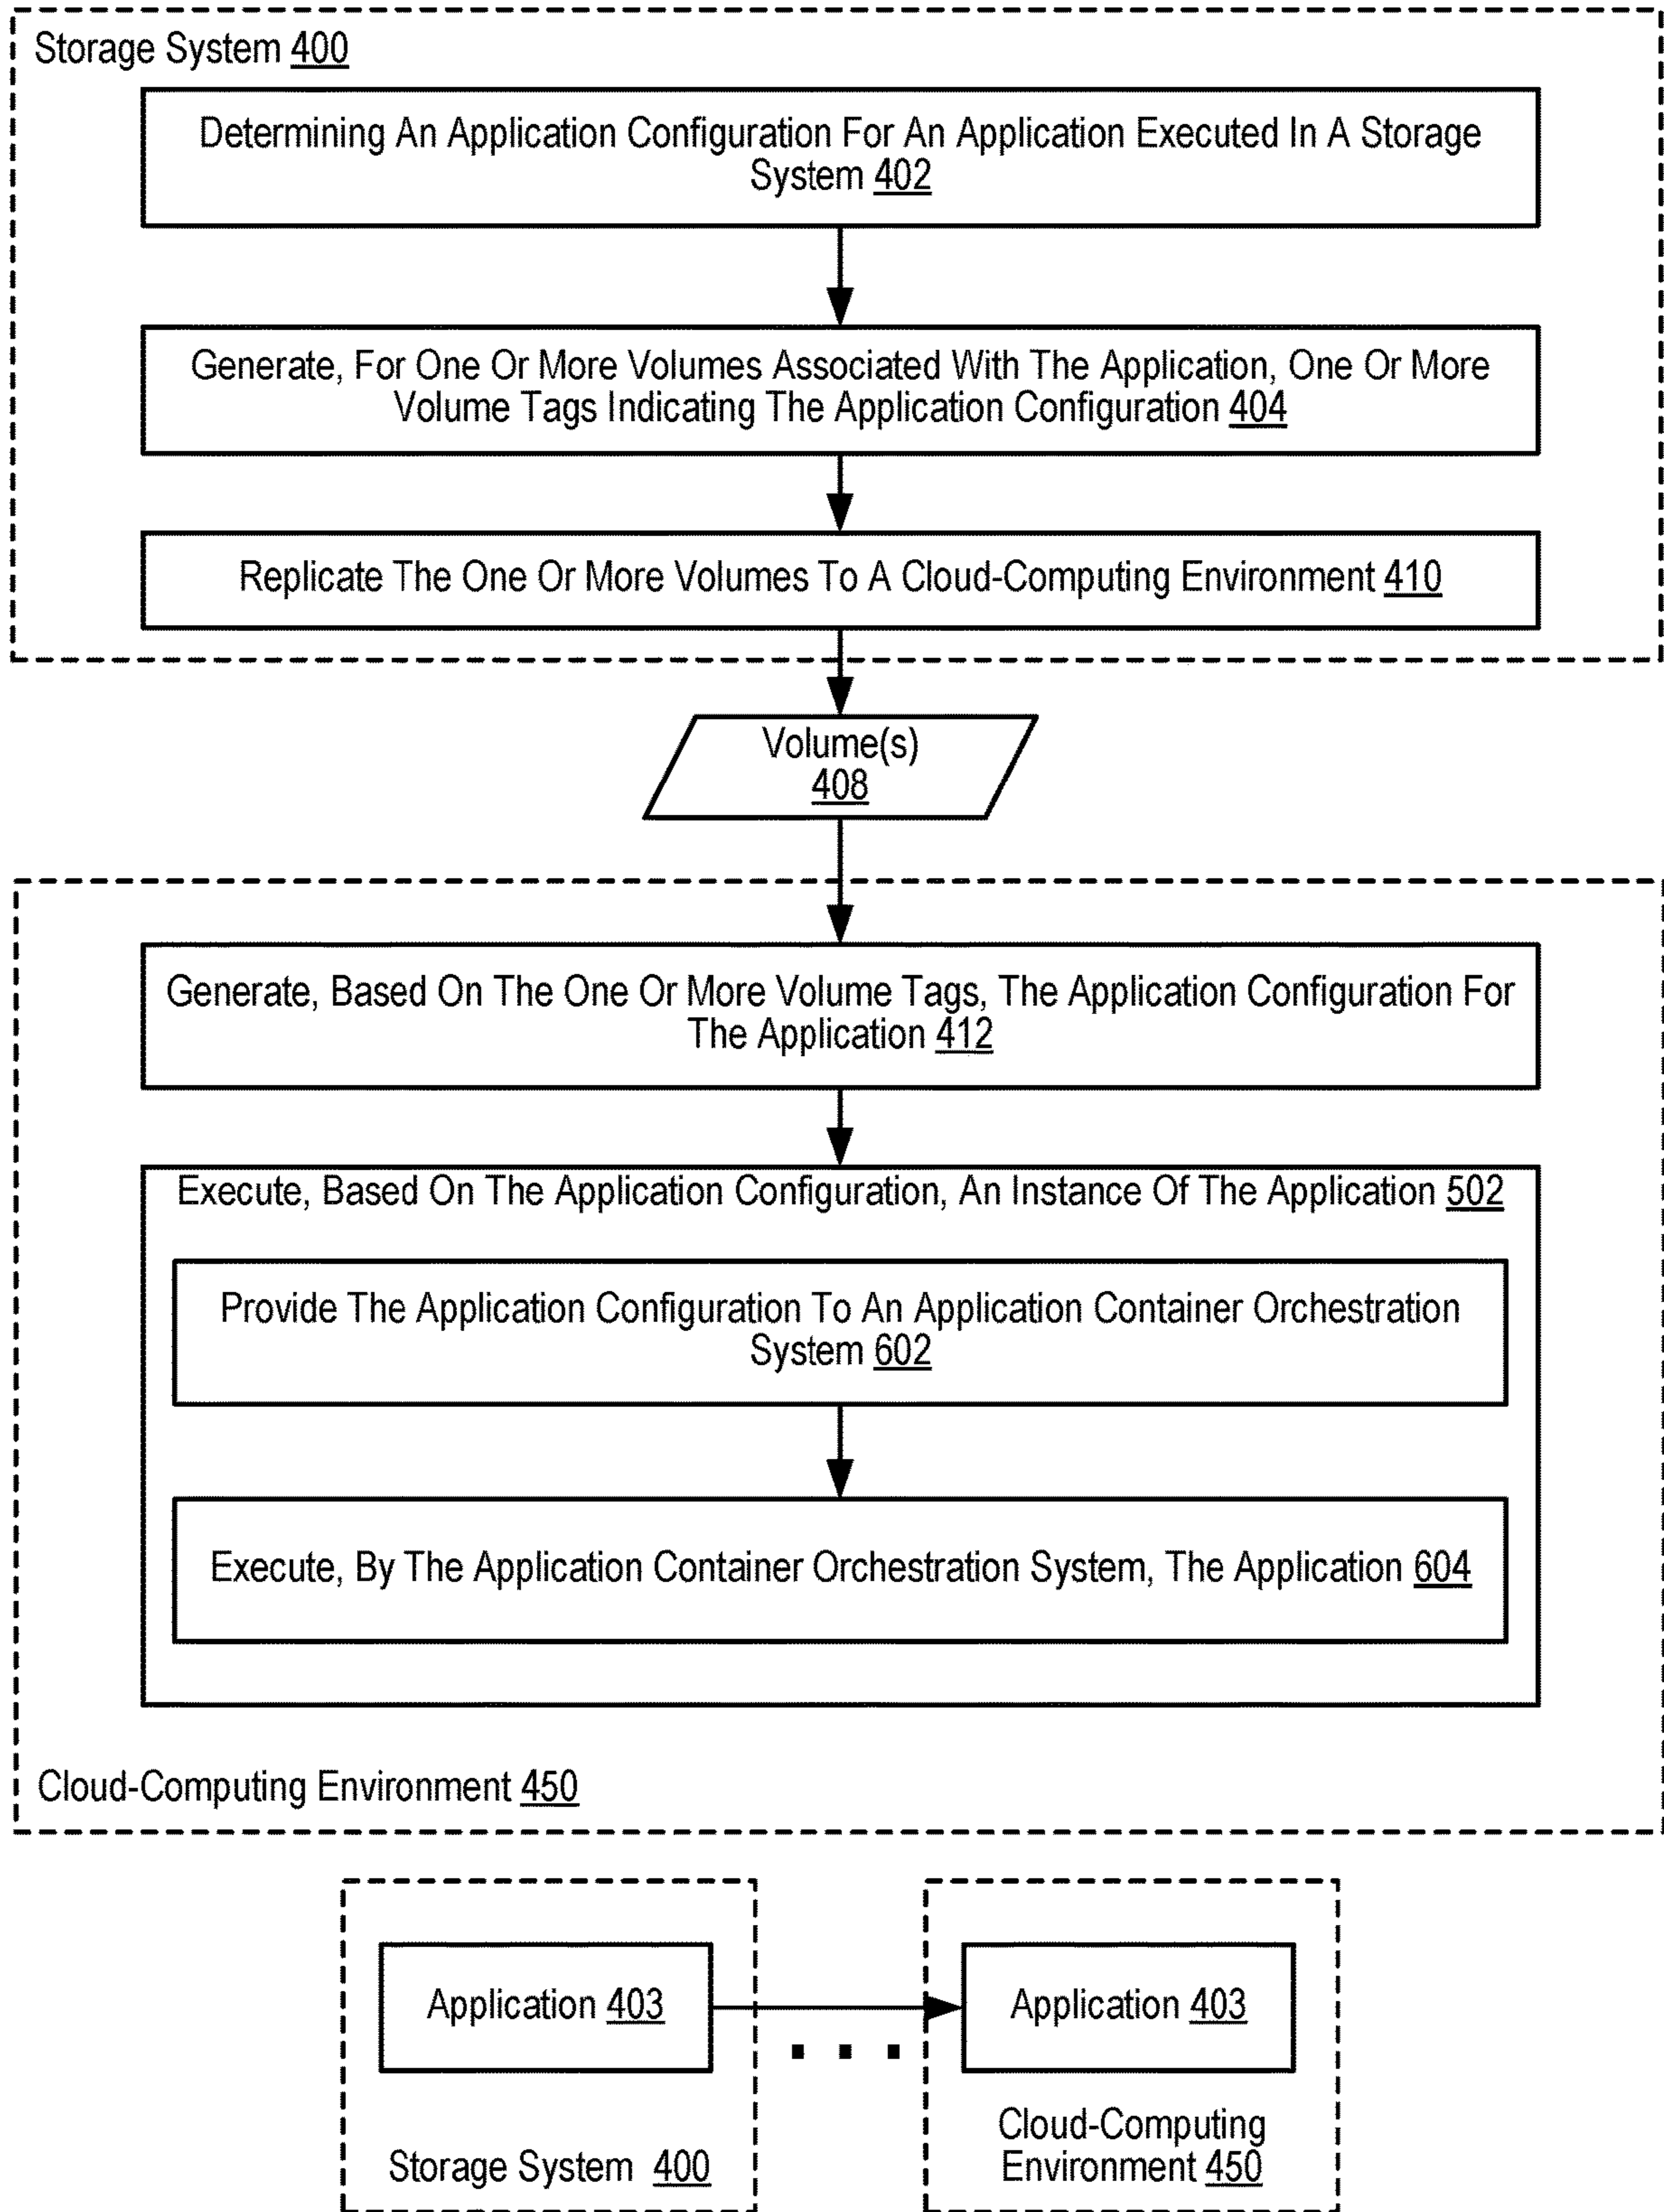 Storage System 400
Determining An Application Configuration For An Application Executed In A Storage
System 402
Generate, For One Or More Volumes Associated With The Application, One Or More
Volume Tags Indicating The Application Configuration 404
Replicate The One Or More Volumes To A Cloud-Computing Environment 410
Volume(s)
408
Generate, Based On The One Or More Volume Tags, The Application Configuration For
The Application 412
Execute, Based On The Application Configuration, An Instance Of The Application 502
Provide The Application Configuration To An Application Container Orchestration
System 602
Execute, By The Application Container Orchestration System, The Application 604
Cloud-Computing Environment 450
Application 403
Storage System 400
Application 403
Cloud-Computing
Environment 450